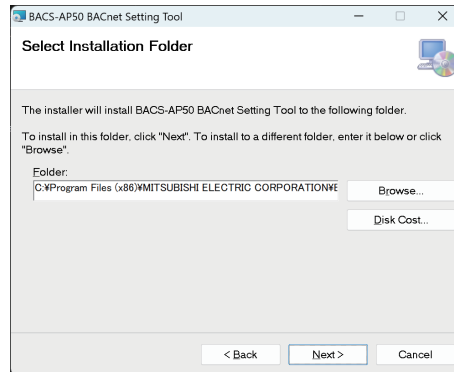 BACS-AP50 BACnet Setting Tool
Select Installation Folder
The installer will install BACS-AP50 BACnet Setting Tool to the following folder.
To install in this folder, click "Next". To install to a different folder, enter it below or click
"Browse".
Folder:
C:¥Program Files (x86)¥MITSUBISHI ELECTRIC CORPORATION¥E
Browse...
Disk Cost...
< Back
Next >
Cancel